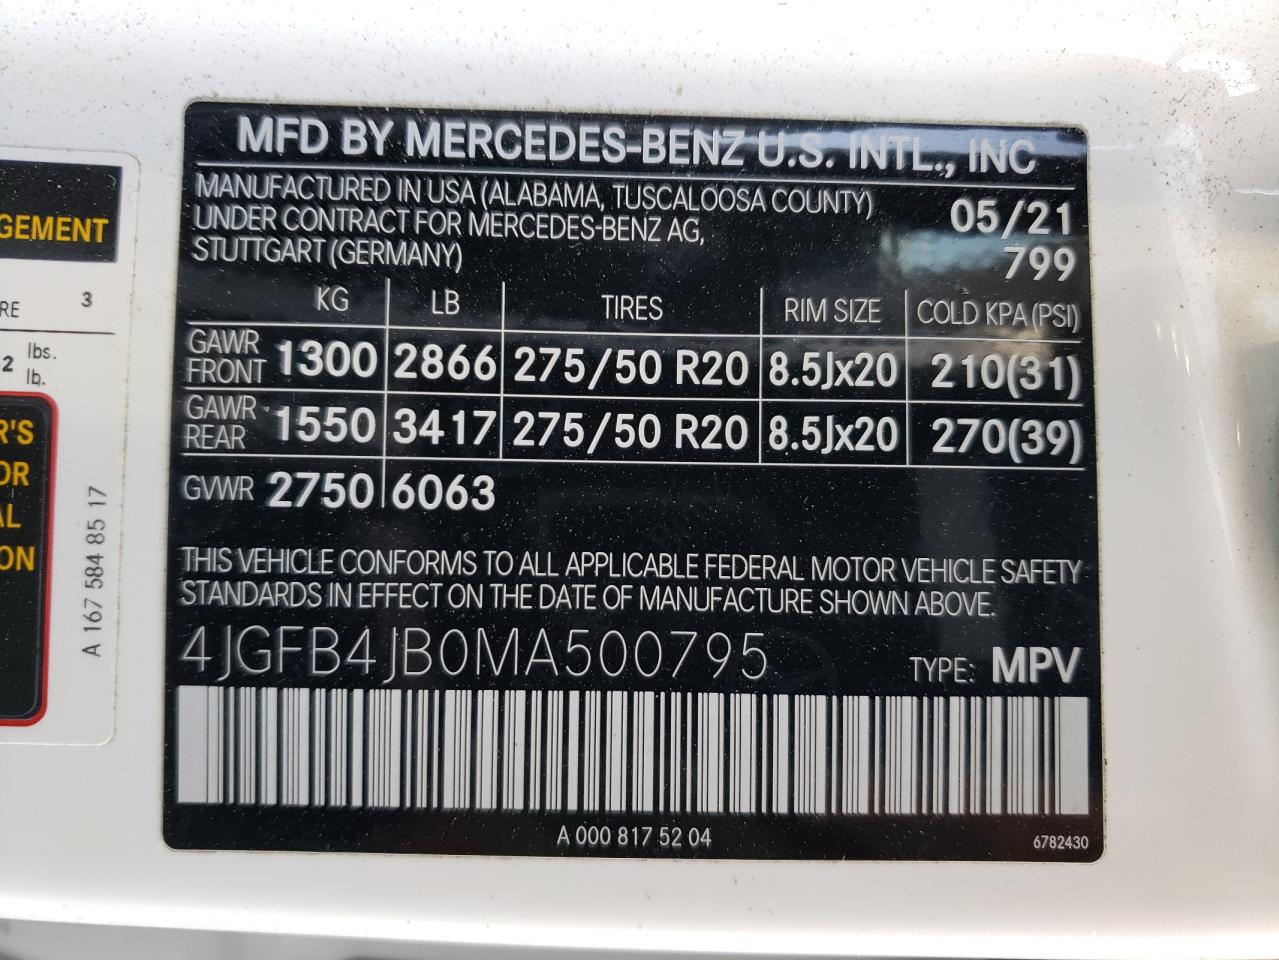 MFD BY MERCEDES-BENZ U.S. INTL., INC
MANUFACTURED IN USA (ALABAMA, TUSCALOOSA COUNTY) 05/21
UNDER CONTRACT FOR MERCEDES-BENZ AG,
STUTTGART (GERMANY) 799
KG LB TIRES RIM SIZE COLD KPA (PSI)
GAWR FRONT 1300 2866 275/50 R20 8.5Jx20 210(31)
GAWR REAR 1550 3417 275/50 R20 8.5Jx20 270(39)
GVWR 2750 6063
THIS VEHICLE CONFORMS TO ALL APPLICABLE FEDERAL MOTOR VEHICLE SAFETY
STANDARDS IN EFFECT ON THE DATE OF MANUFACTURE SHOWN ABOVE.
4JGFB4JB0MA500795 TYPE: MPV
A 000 817 52 04 6782430
GEMENT
RE 3
2 lbs.
lb.
R'S
OR
AL
ON
A 167 584 85 17